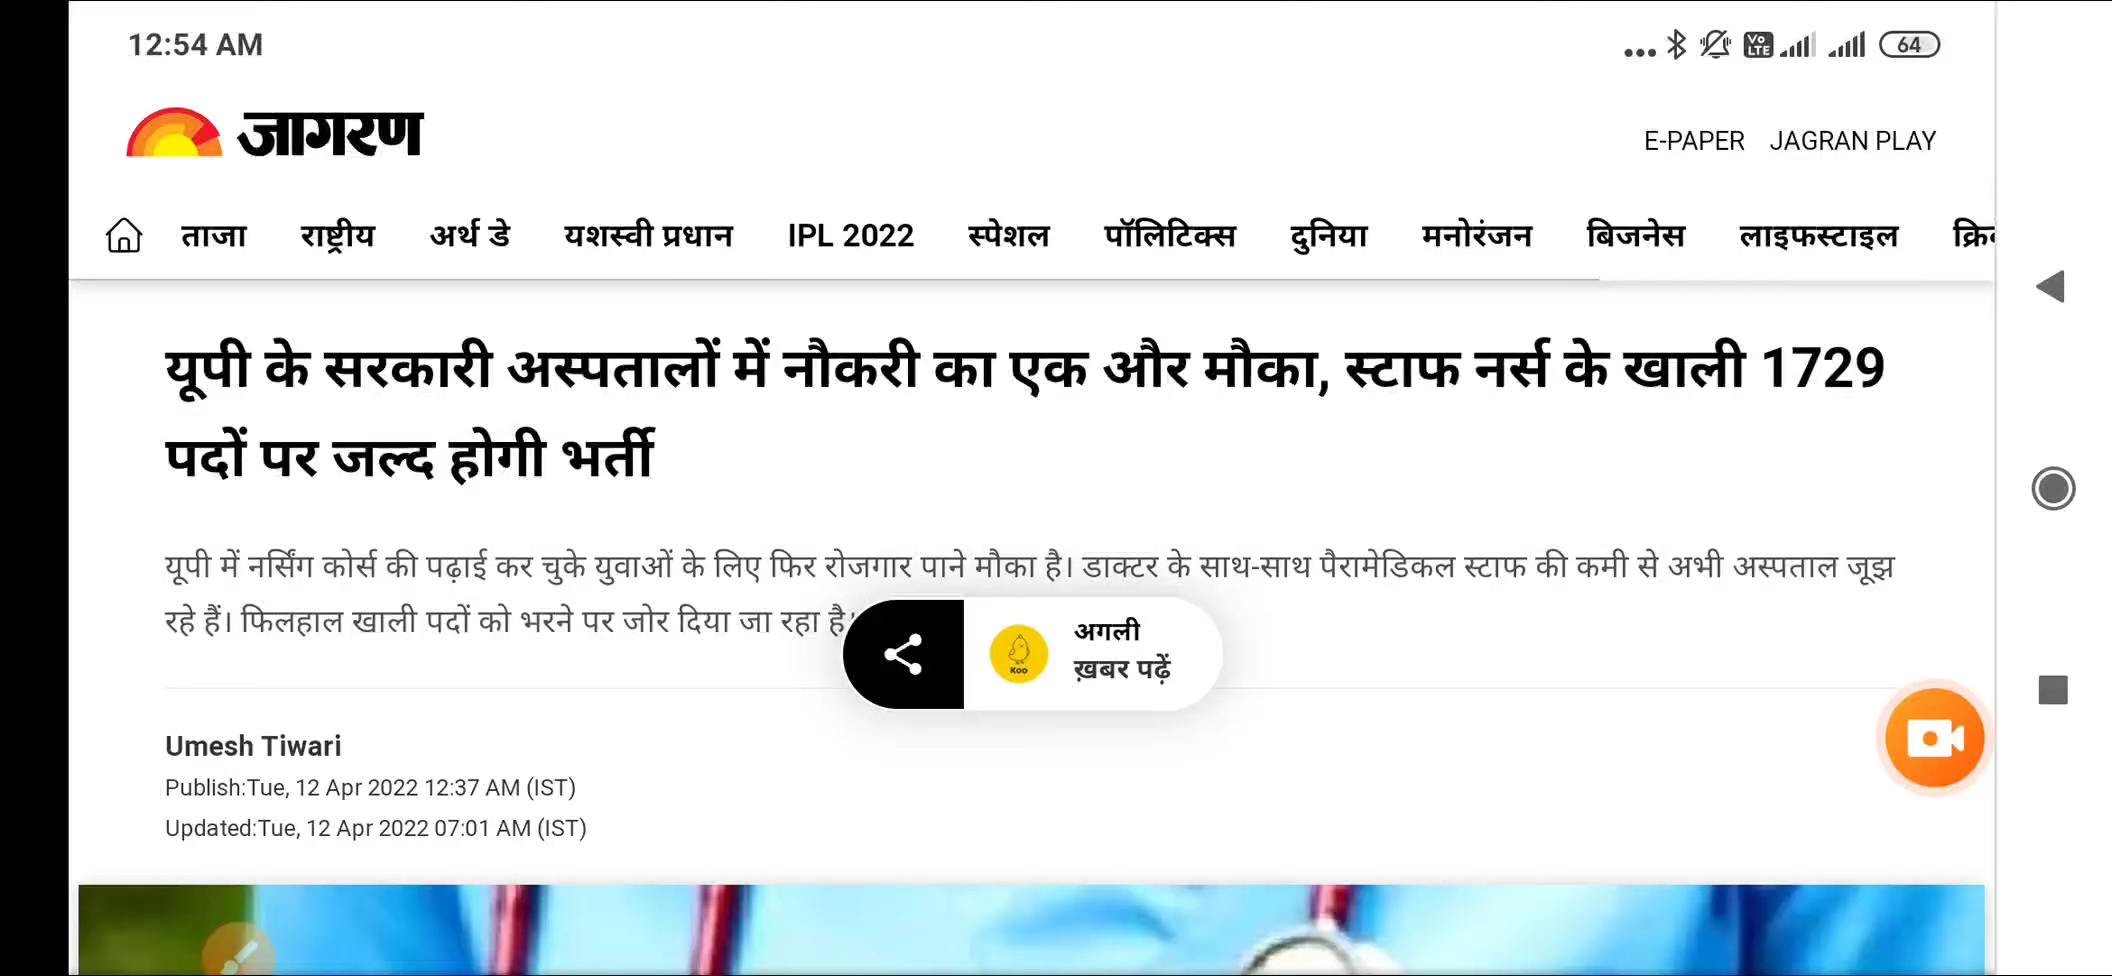 12:54 AM
VO LTE
64
जागरण
E-PAPER JAGRAN PLAY
ताजा राष्ट्रीय अर्थ डे यशस्वी प्रधान IPL 2022 स्पेशल पॉलिटिक्स दुनिया मनोरंजन बिजनेस लाइफस्टाइल
यूपी के सरकारी अस्पतालों में नौकरी का एक और मौका, स्टाफ नर्स के खाली 1729
पदों पर जल्द होगी भर्ती
यूपी में नर्सिंग कोर्स की पढ़ाई कर चुके युवाओं के लिए फिर रोजगार पाने मौका है। डाक्टर के साथ-साथ पैरामेडिकल स्टाफ की कमी से अभी अस्पताल जूझ
रहे हैं। फिलहाल खाली पदों को भरने पर जोर दिया जा रहा है।
Koo
अगली
ख़बर पढ़ें
Umesh Tiwari
Publish:Tue, 12 Apr 2022 12:37 AM (IST)
Updated:Tue, 12 Apr 2022 07:01 AM (IST)